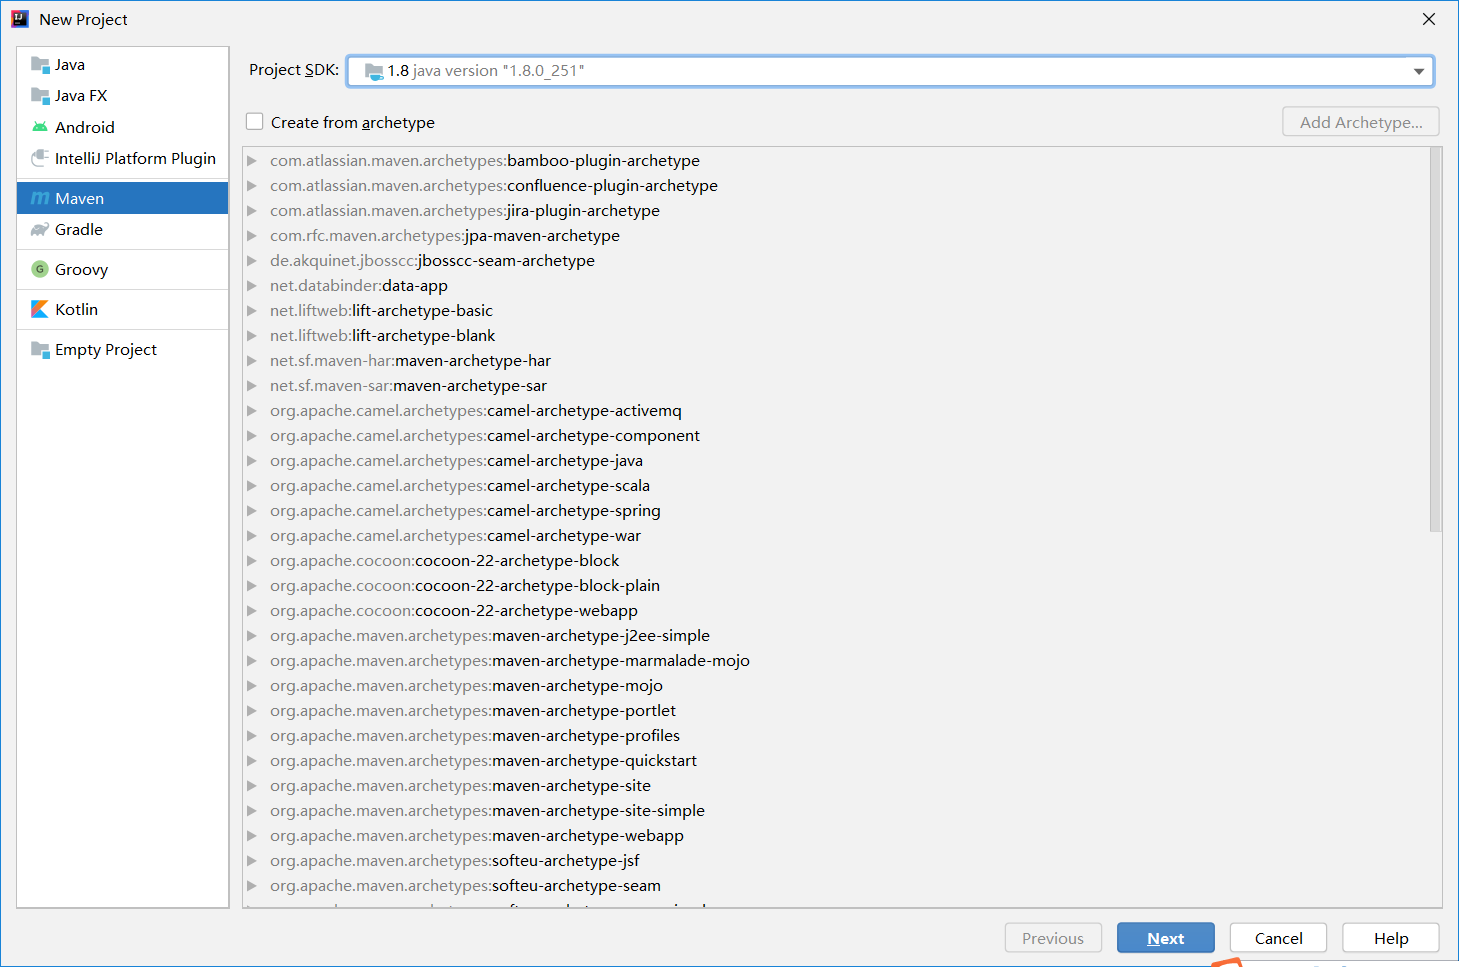 New Project
Java
Java FX
Android
IntelliJ Platform Plugin
Maven
Gradle
Groovy
Kotlin
Empty Project
Project SDK: 1.8 java version "1.8.0_251"
Create from archetype
Add Archetype...
com.atlassian.maven.archetypes:bamboo-plugin-archetype
com.atlassian.maven.archetypes:confluence-plugin-archetype
com.atlassian.maven.archetypes:jira-plugin-archetype
com.rfc.maven.archetypes:jpa-maven-archetype
de.akquinet.jbosscc:jbosscc-seam-archetype
net.databinder:data-app
net.liftweb:lift-archetype-basic
net.liftweb:lift-archetype-blank
net.sf.maven-har:maven-archetype-har
net.sf.maven-sar:maven-archetype-sar
org.apache.camel.archetypes:camel-archetype-activemq
org.apache.camel.archetypes:camel-archetype-component
org.apache.camel.archetypes:camel-archetype-java
org.apache.camel.archetypes:camel-archetype-scala
org.apache.camel.archetypes:camel-archetype-spring
org.apache.camel.archetypes:camel-archetype-war
org.apache.cocoon:cocoon-22-archetype-block
org.apache.cocoon:cocoon-22-archetype-block-plain
org.apache.cocoon:cocoon-22-archetype-webapp
org.apache.maven.archetypes:maven-archetype-j2ee-simple
org.apache.maven.archetypes:maven-archetype-marmalade-mojo
org.apache.maven.archetypes:maven-archetype-mojo
org.apache.maven.archetypes:maven-archetype-portlet
org.apache.maven.archetypes:maven-archetype-profiles
org.apache.maven.archetypes:maven-archetype-quickstart
org.apache.maven.archetypes:maven-archetype-site
org.apache.maven.archetypes:maven-archetype-site-simple
org.apache.maven.archetypes:maven-archetype-webapp
org.apache.maven.archetypes:softeu-archetype-jsf
org.apache.maven.archetypes:softeu-archetype-seam
Previous
Next
Cancel
Help